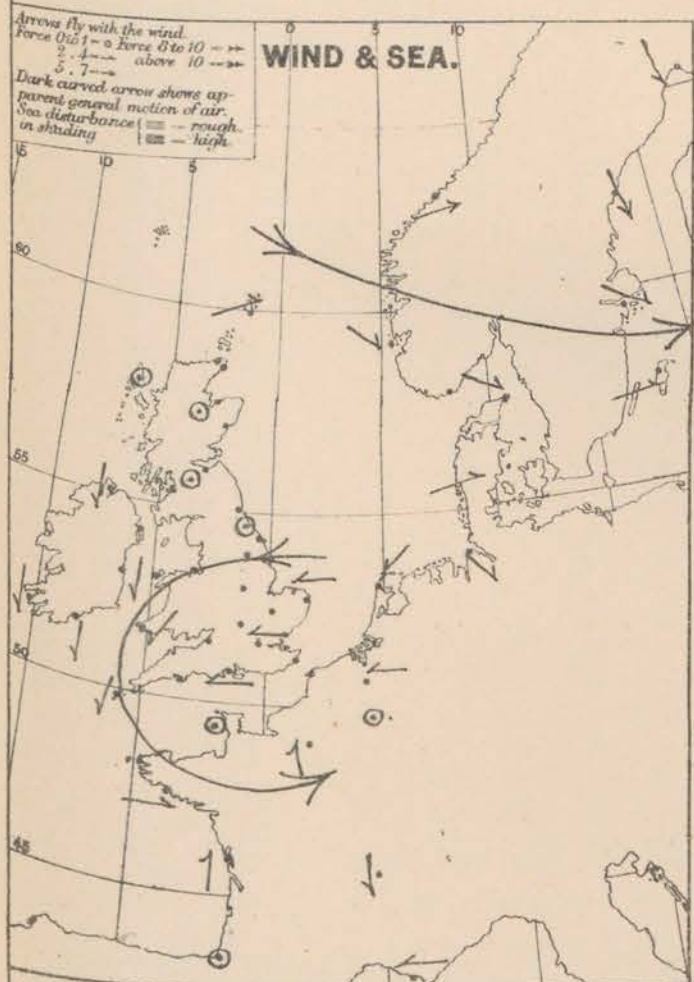 Arrows fly with the wind.
Force 0 to 1 - o Force 8 to 10 -
2 . 4 - above 10 -
5 . 7 -
Dark curved arrow shows ap-
parent general motion of air.
Sea disturbance { - rough.
in shading { - high.
WIND & SEA.
0
10
15
10
5
60
5
55
50
45